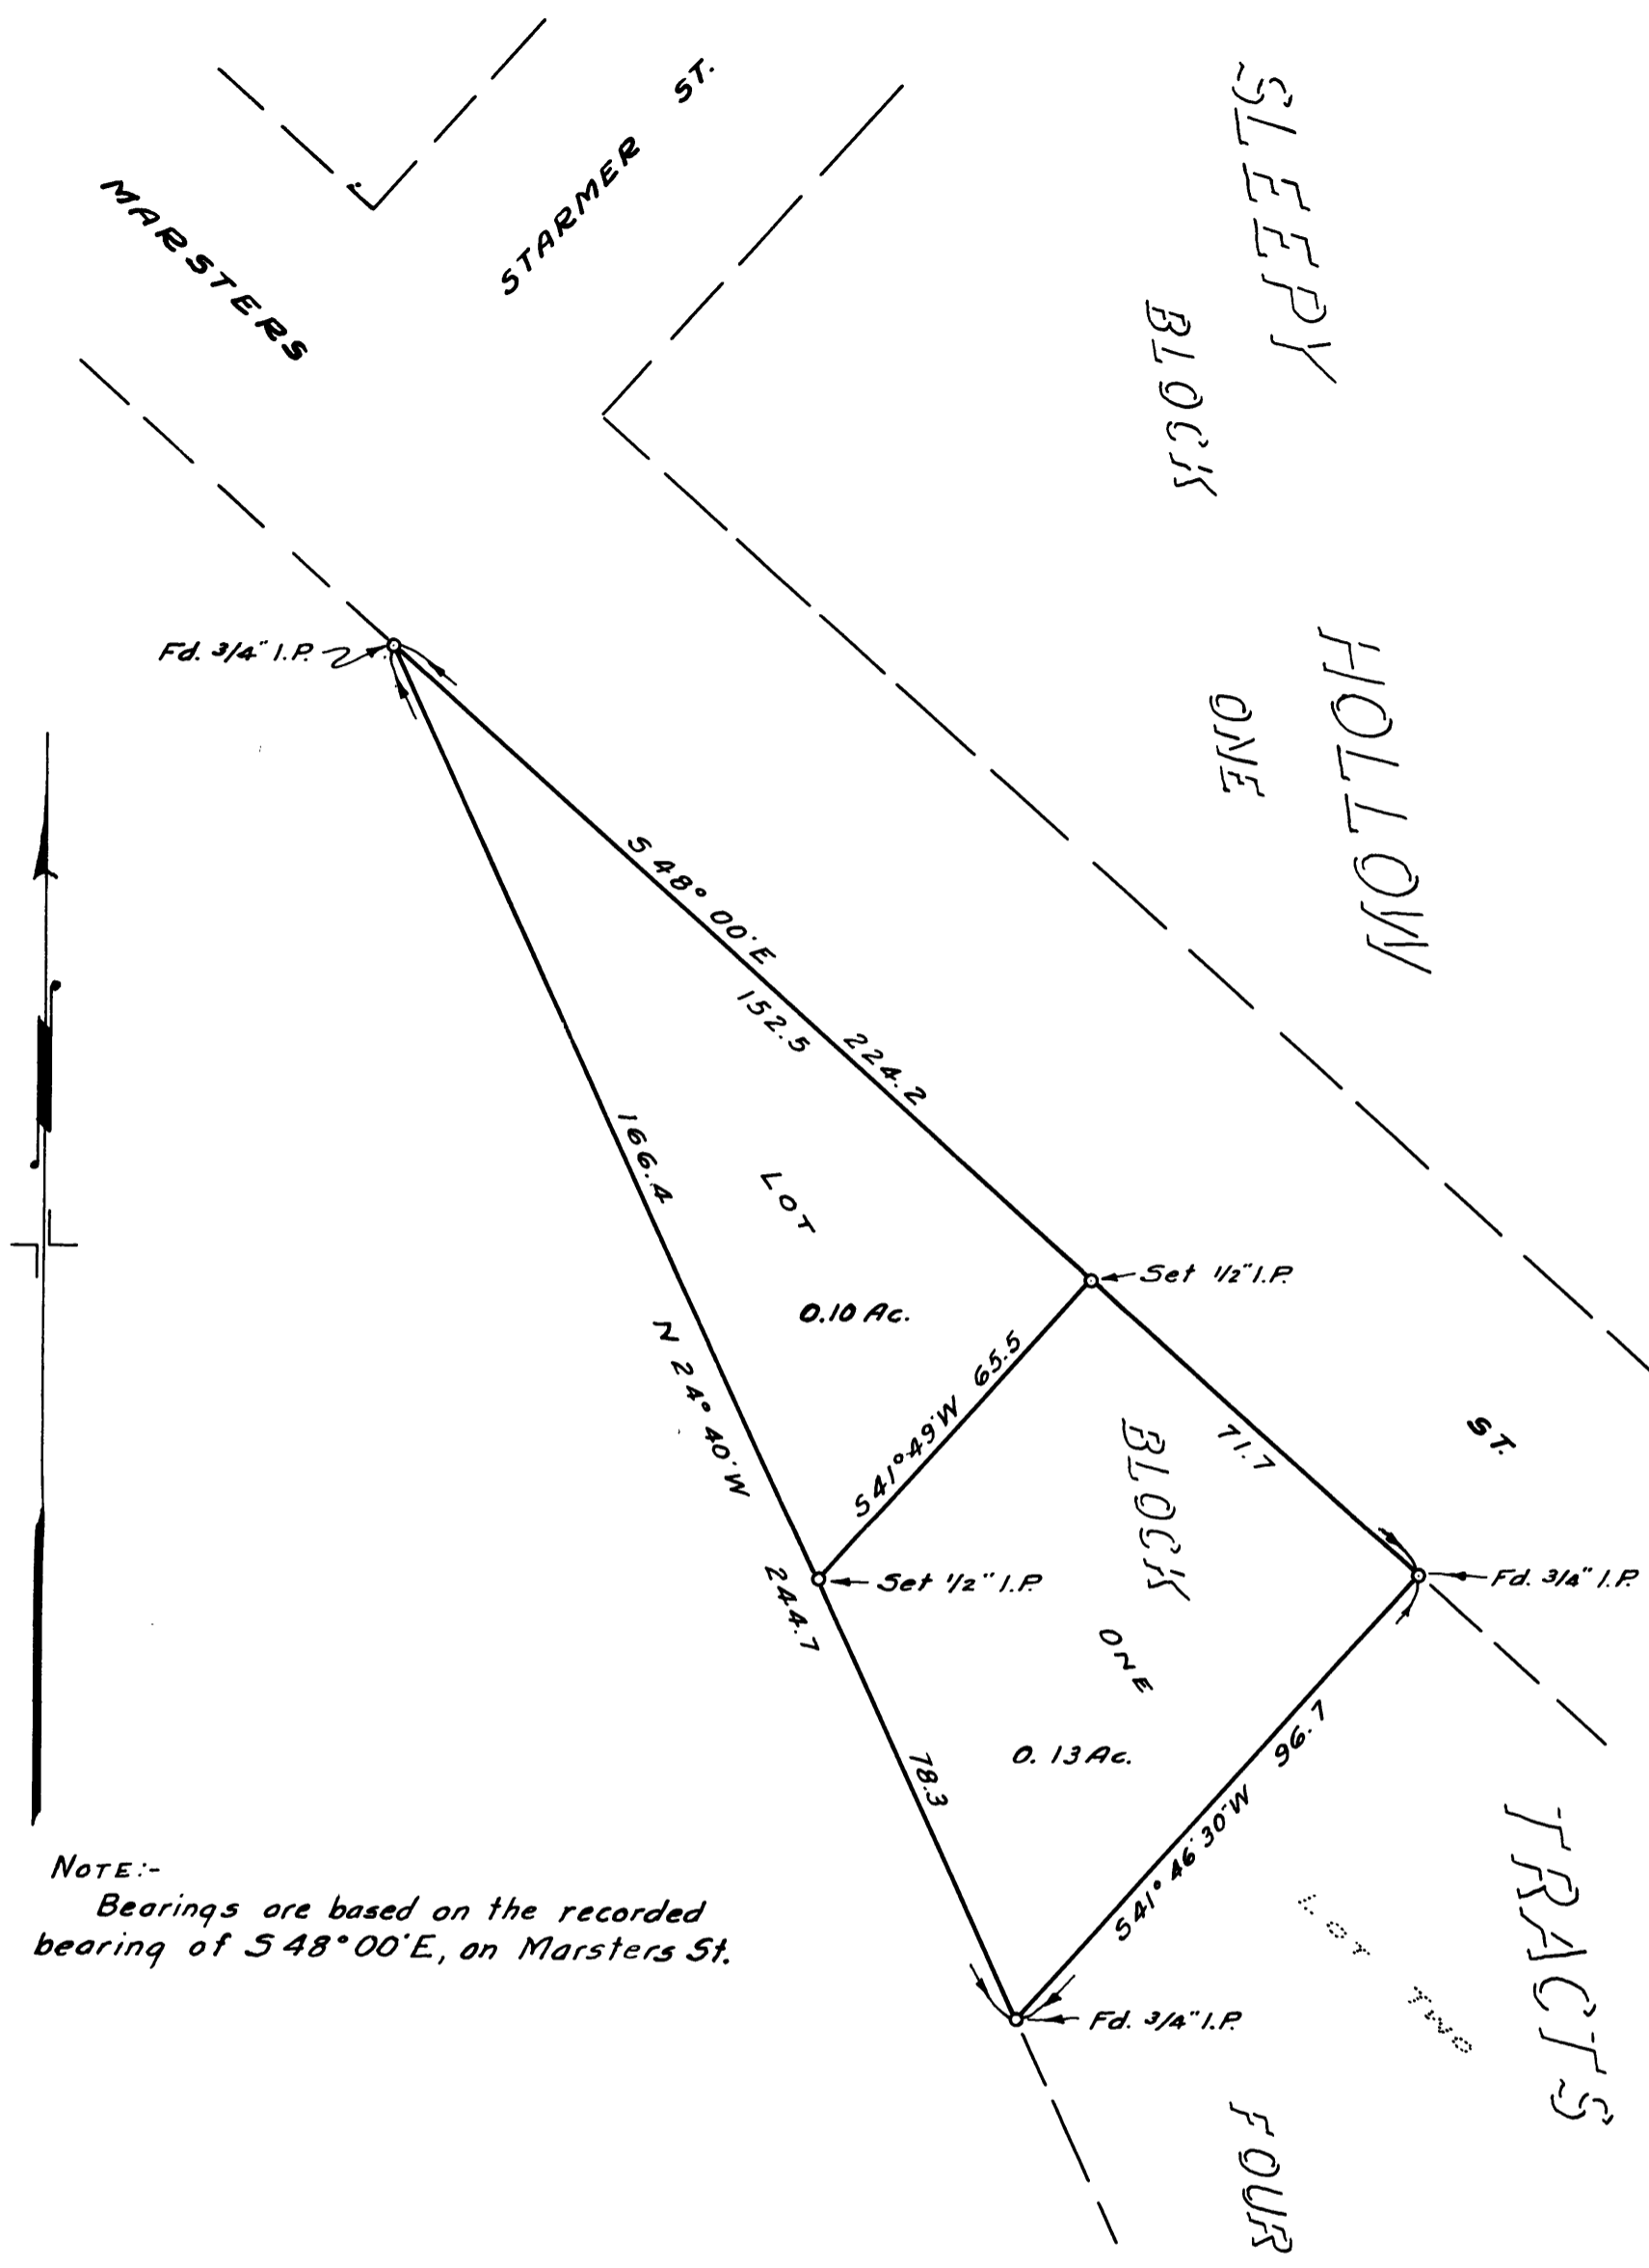 MARSTERS
STARMER ST.
SLEEPY
BLOCK
HOLLOW
ONE
Fd. 3/4" I.P.
S 48° 00' E
152.5
224.2
166.4
LOT
0.10 Ac.
Set 1/2" I.P.
N 24° 40' W
S 41° 49' W 65.5
BLOCK
71.7
ST.
Set 1/2" I.P.
Fd. 3/4" I.P.
244.7
ONE
0.13 Ac.
78.3
S 41° 46' 30" W 96.7
TRACTS
LOT TWO
NOTE:-
Bearings are based on the recorded
bearing of S 48° 00' E, on Marsters St.
Fd. 3/4" I.P.
FOUR